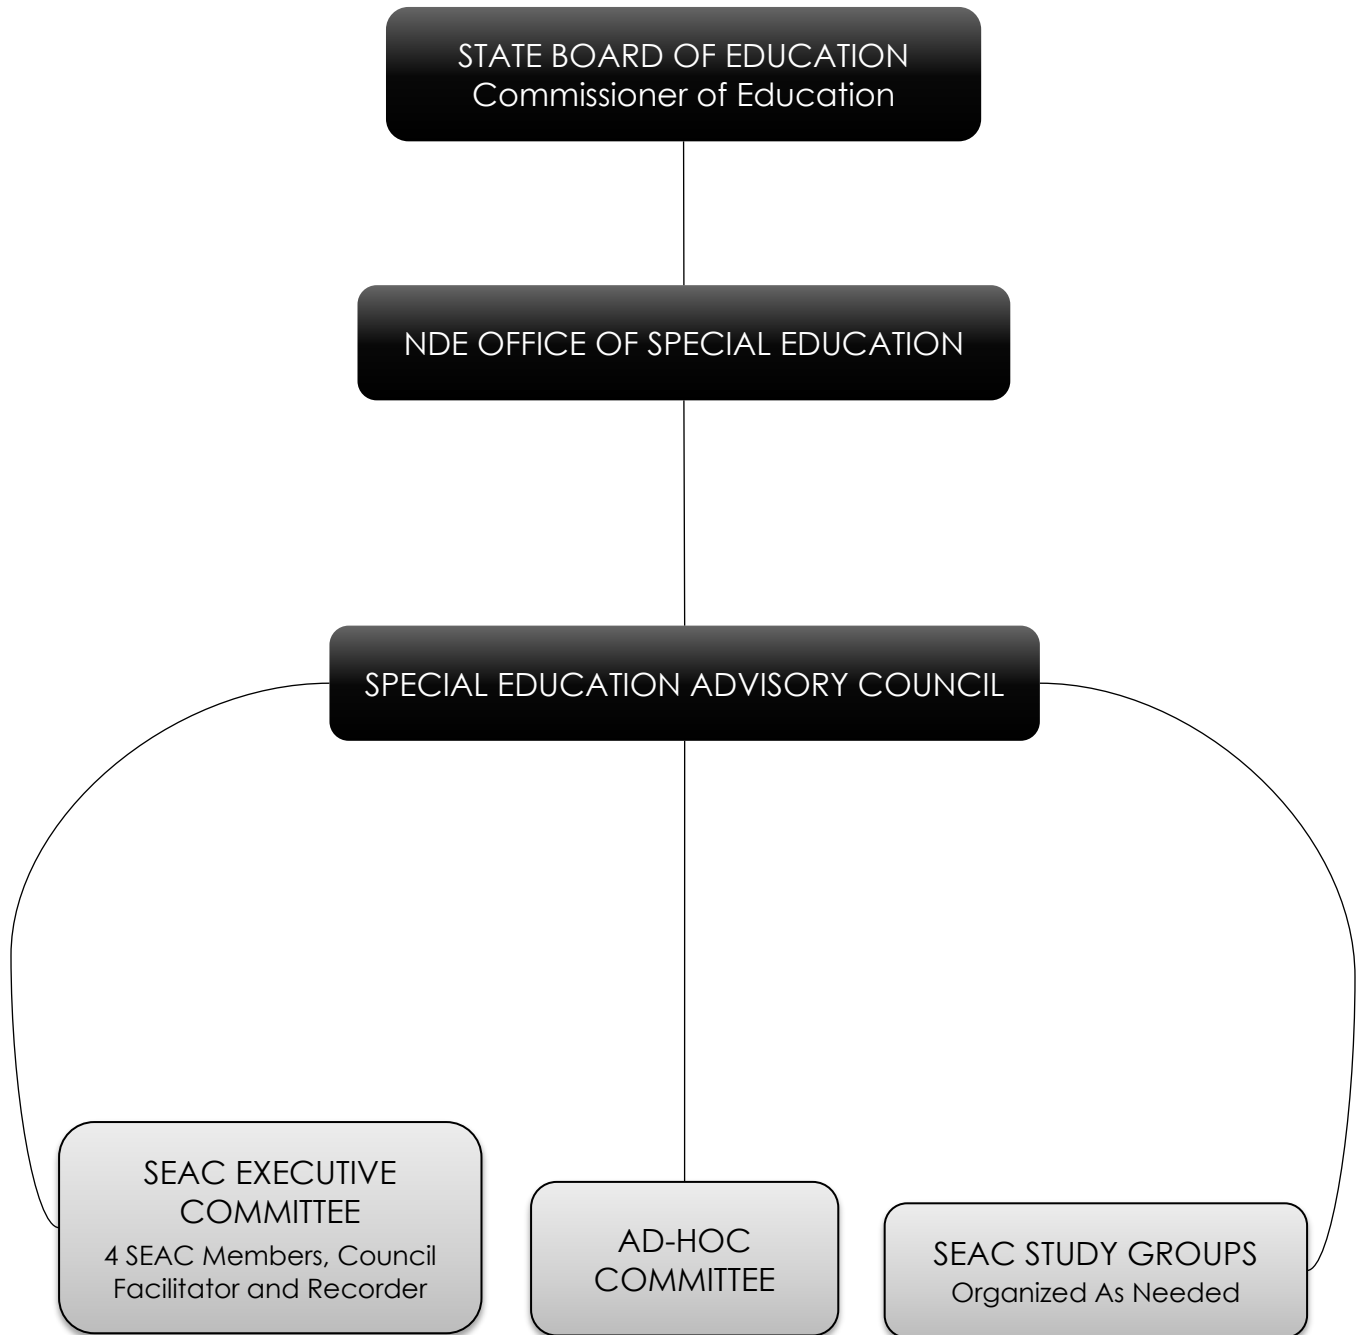 STATE BOARD OF EDUCATION
Commissioner of Education
NDE OFFICE OF SPECIAL EDUCATION
SPECIAL EDUCATION ADVISORY COUNCIL
SEAC EXECUTIVE
COMMITTEE
4 SEAC Members, Council
Facilitator and Recorder
AD-HOC
COMMITTEE
SEAC STUDY GROUPS
Organized As Needed